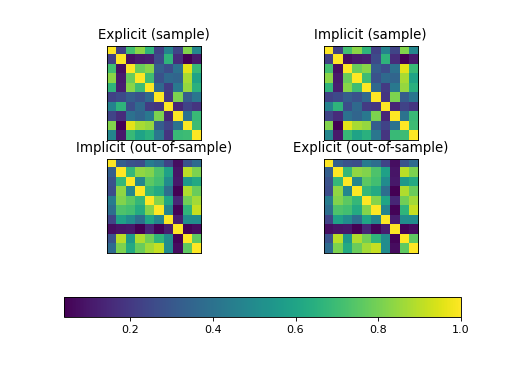 Explicit (sample)
Implicit (sample)
Implicit (out-of-sample)
Explicit (out-of-sample)
0.2 0.4 0.6 0.8 1.0